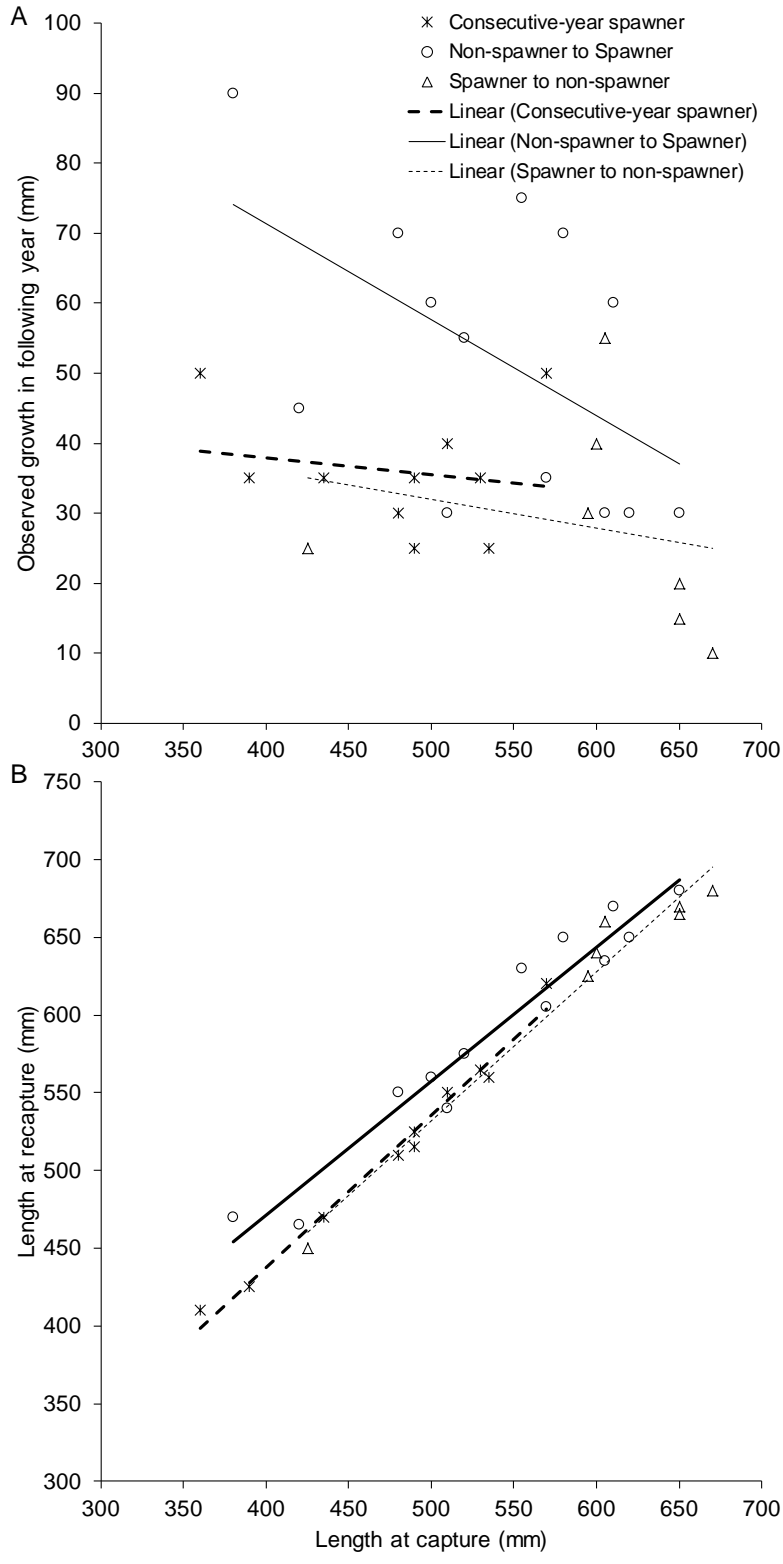 A
Consecutive-year spawner
Non-spawner to Spawner
Spawner to non-spawner
Linear (Consecutive-year spawner)
Linear (Non-spawner to Spawner)
Linear (Spawner to non-spawner)
Observed growth in following year (mm)
100
90
80
70
60
50
40
30
20
10
0
300 350 400 450 500 550 600 650 700
B
Length at recapture (mm)
750
700
650
600
550
500
450
400
350
300
300 350 400 450 500 550 600 650 700
Length at capture (mm)